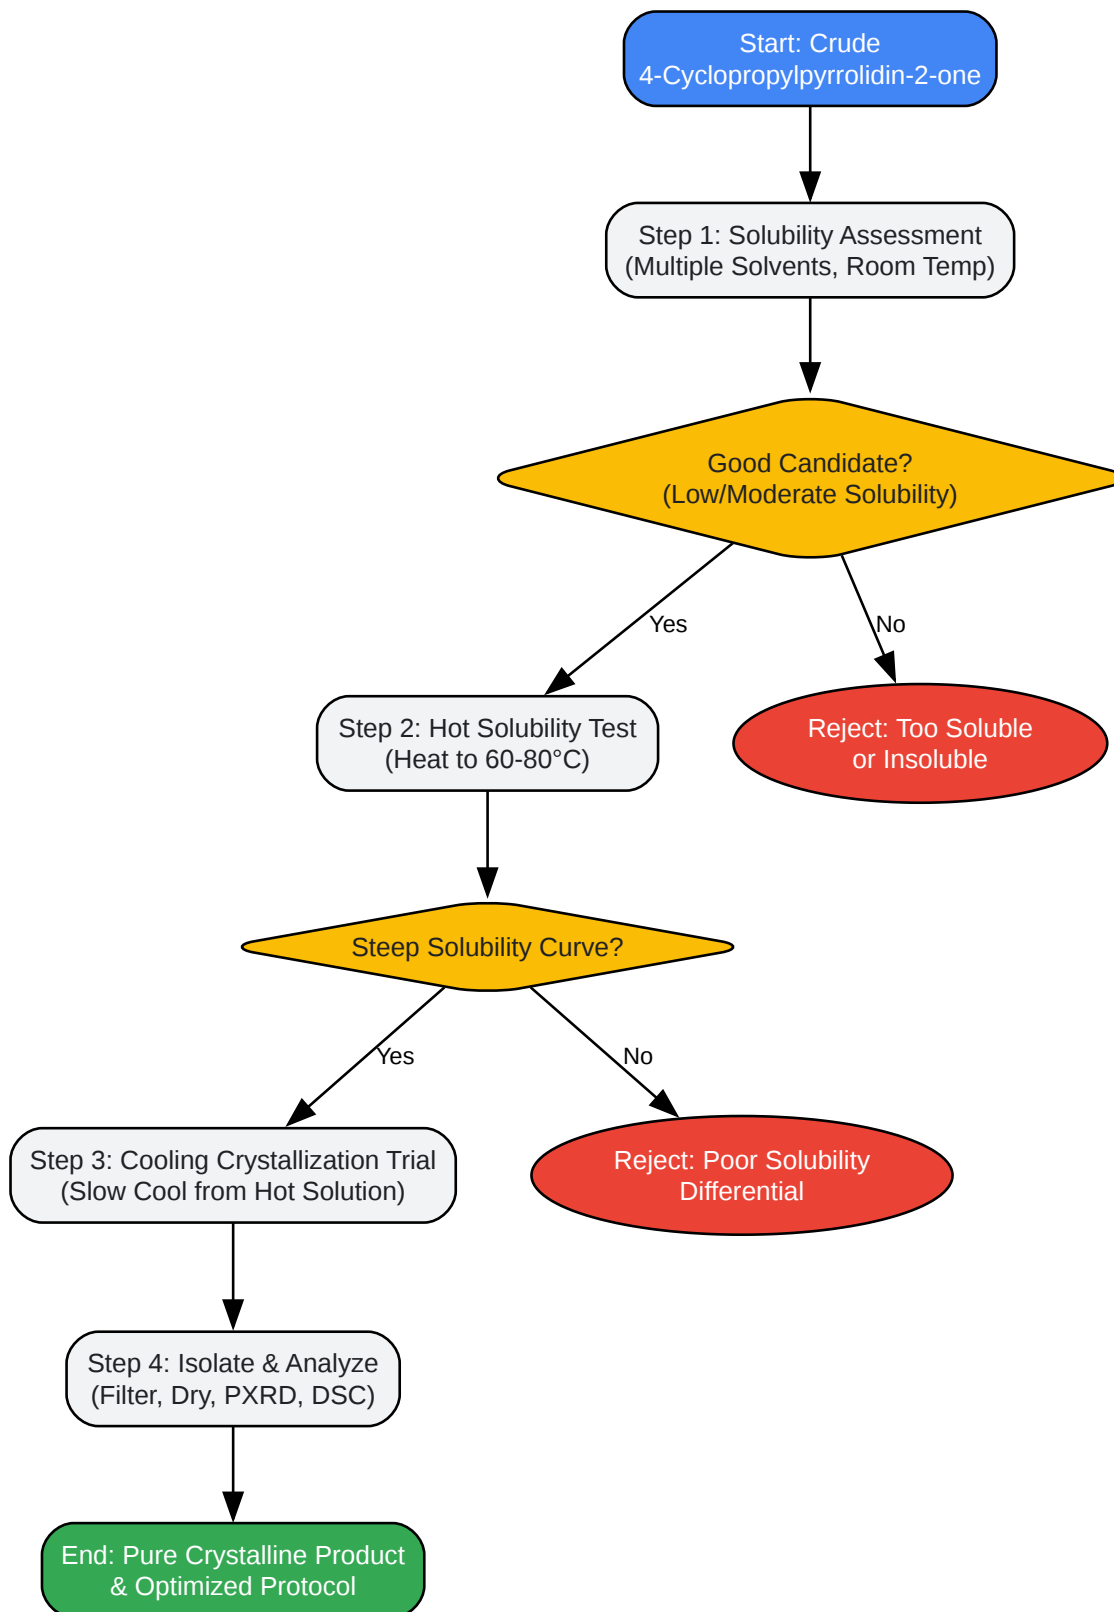 Start: Crude
4-Cyclopropylpyrrolidin-2-one
Step 1: Solubility Assessment
(Multiple Solvents, Room Temp)
Good Candidate?
(Low/Moderate Solubility)
Yes
No
Step 2: Hot Solubility Test
(Heat to 60-80°C)
Reject: Too Soluble
or Insoluble
Steep Solubility Curve?
Yes
No
Step 3: Cooling Crystallization Trial
(Slow Cool from Hot Solution)
Reject: Poor Solubility
Differential
Step 4: Isolate & Analyze
(Filter, Dry, PXRD, DSC)
End: Pure Crystalline Product
& Optimized Protocol